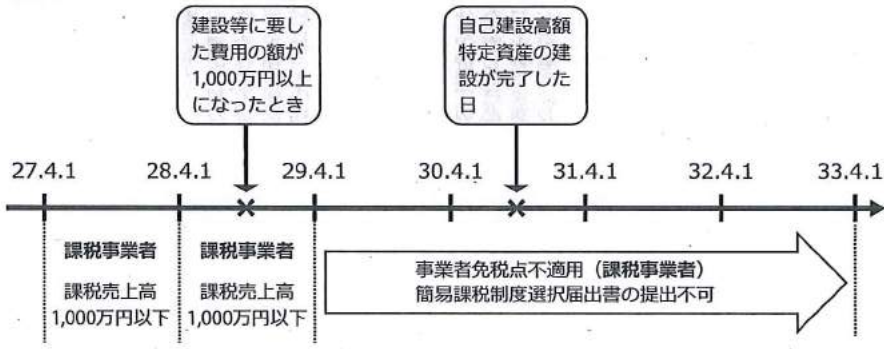 建設等に要し
た費用の額が
1,000万円以上
になったとき
自己建設高額
特定資産の建
設が完了した
日
27.4.1
28.4.1
29.4.1
30.4.1
31.4.1
32.4.1
33.4.1
課税事業者
課税売上高
1,000万円以下
課税事業者
課税売上高
1,000万円以下
事業者免税点不適用（課税事業者）
簡易課税制度選択届出書の提出不可